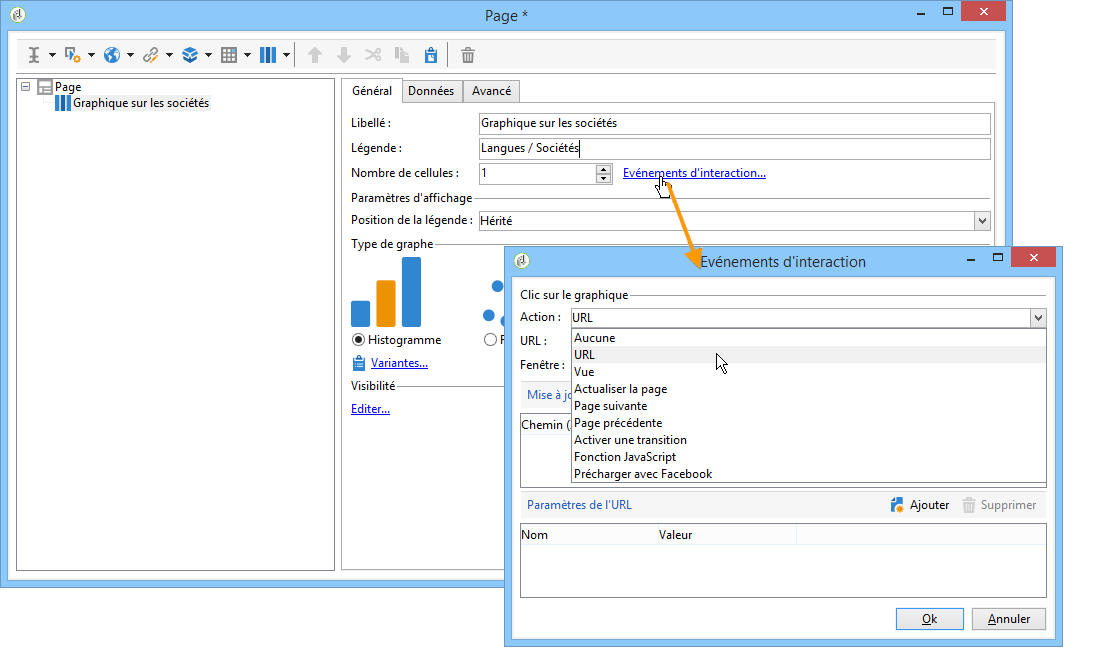 Page *
Page
Graphique sur les sociétés
Général Données Avancé
Libellé : Graphique sur les sociétés
Légende : Langues / Sociétés
Nombre de cellules : 1 Evénements d'interaction...
Paramètres d'affichage
Position de la légende : Hérité
Type de graphe
Histogramme
Variantes...
Visibilité
Editer...
Evénements d'interaction
Clic sur le graphique
Action : URL
URL :
Fenêtre :
Aucune
URL
Vue
Actualiser la page
Page suivante
Page précédente
Activer une transition
Fonction JavaScript
Précharger avec Facebook
Mise à jo
Chemin (
Paramètres de l'URL Ajouter Supprimer
Nom Valeur
Ok Annuler